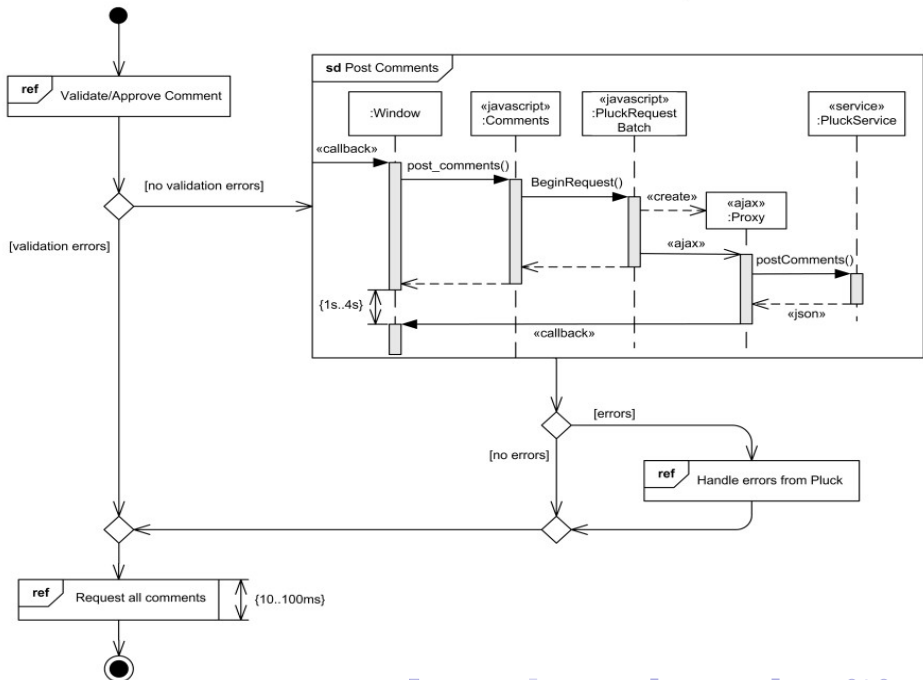 sd Post Comments
ref
Validate/Approve Comment
:Window
«javascript»
:Comments
«javascript»
:PluckRequest
Batch
«service»
:PluckService
«callback»
post_comments()
BeginRequest()
«create»
«ajax»
:Proxy
[no validation errors]
[validation errors]
«ajax»
postComments()
{1s..4s}
«json»
«callback»
[errors]
[no errors]
ref
Handle errors from Pluck
ref
Request all comments
{10..100ms}